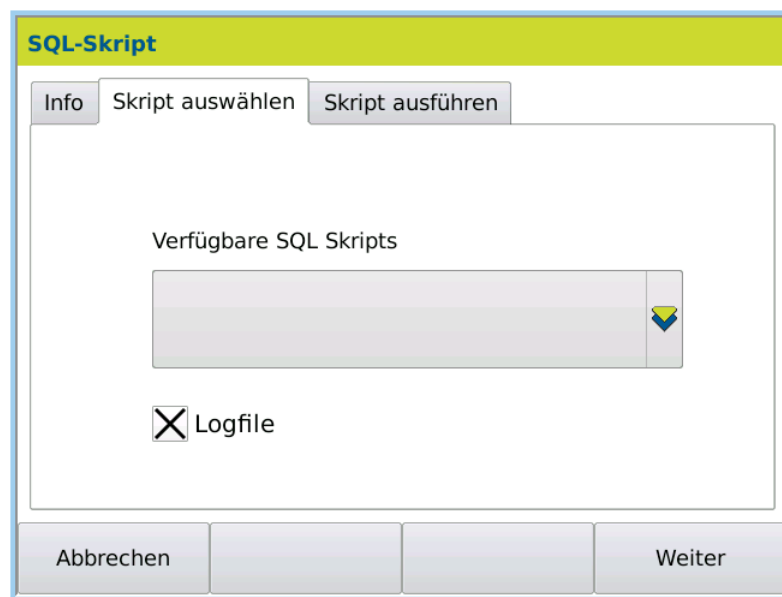 SQL-Skript
Info
Skript auswählen
Skript ausführen
Verfügbare SQL Skripts
Logfile
Abbrechen
Weiter